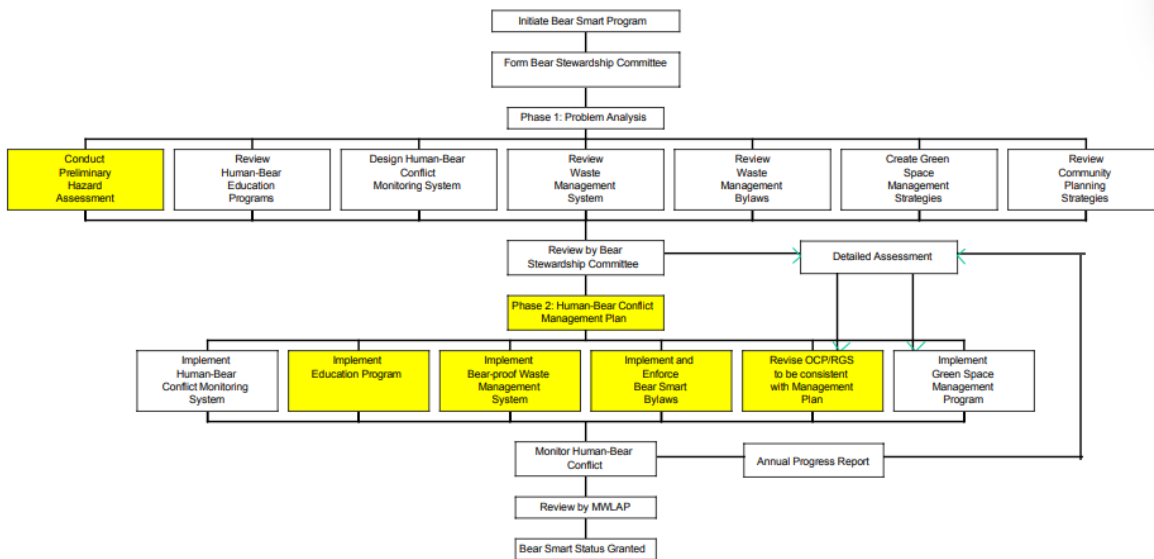 Initiate Bear Smart Program
Form Bear Stewardship Committee
Phase 1: Problem Analysis
Conduct
Preliminary
Hazard
Assessment
Review
Human-Bear
Education
Programs
Design Human-Bear
Conflict
Monitoring System
Review
Waste
Management
System
Review
Waste
Management
Bylaws
Create Green
Space
Management
Strategies
Review
Community
Planning
Strategies
Review by Bear
Stewardship Committee
Detailed Assessment
Phase 2: Human-Bear Conflict
Management Plan
Implement
Human-Bear
Conflict Monitoring
System
Implement
Education Program
Implement
Bear-proof Waste
Management
System
Implement and
Enforce
Bear Smart
Bylaws
Revise OCP/RGS
to be consistent
with Management
Plan
Implement
Green Space
Management
Program
Monitor Human-Bear
Conflict
Annual Progress Report
Review by MWLAP
Bear Smart Status Granted